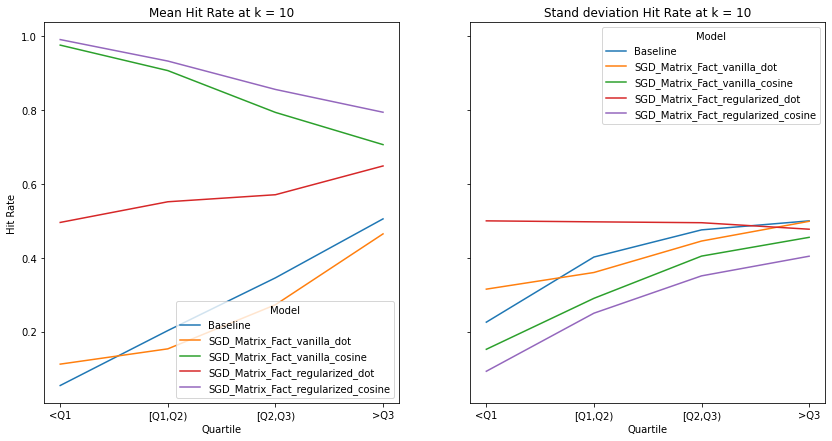 Mean Hit Rate at k = 10
1.0
0.8
0.6
0.4
0.2
Hit Rate
Model
Baseline
SGD_Matrix_Fact_vanilla_dot
SGD_Matrix_Fact_vanilla_cosine
SGD_Matrix_Fact_regularized_dot
SGD_Matrix_Fact_regularized_cosine
<Q1 [Q1,Q2) [Q2,Q3) >Q3
Quartile
Stand deviation Hit Rate at k = 10
Model
Baseline
SGD_Matrix_Fact_vanilla_dot
SGD_Matrix_Fact_vanilla_cosine
SGD_Matrix_Fact_regularized_dot
SGD_Matrix_Fact_regularized_cosine
<Q1 [Q1,Q2) [Q2,Q3) >Q3
Quartile